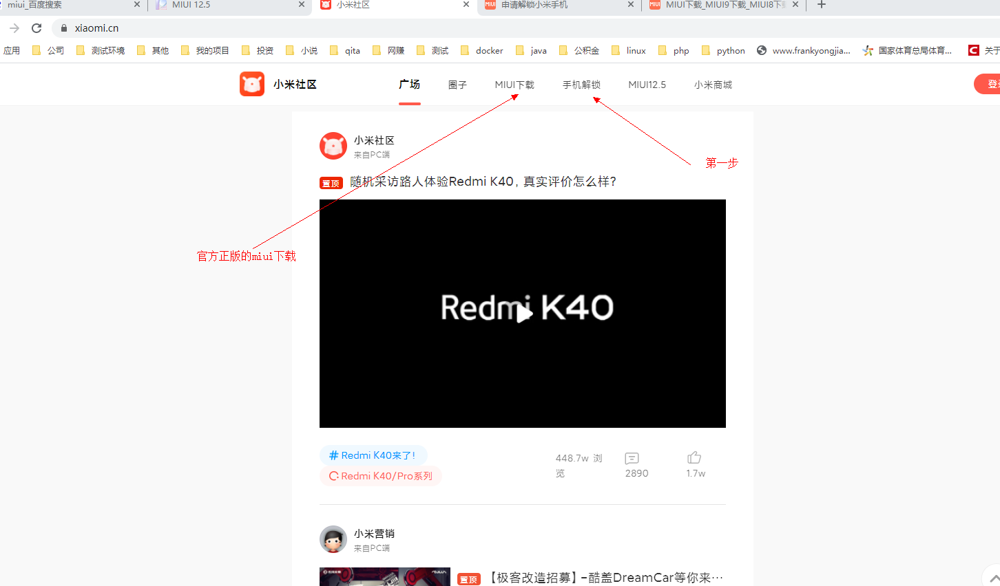 miui_百度搜索
MIUI 12.5
小米社区
申请解锁小米手机
MIUI下载_MIUI9下载_MIUI8下
xiaomi.cn
应用 公司 测试环境 其他 我的项目 投资 小说 qita 网赚 测试 docker java 公积金 linux php python www.frankyongjia... 国家体育总局体育... 关于
小米社区 广场 圈子 MIUI下载 手机解锁 MIUI12.5 小米商城 登录
小米社区
来自PC端
第一步
置顶 随机采访路人体验Redmi K40，真实评价怎么样？
官方正版的miui下载
Redmi K40
# Redmi K40来了！
Redmi K40/Pro系列
448.7w 浏
览
2890
1.7w
小米营销
来自PC端
置顶 【极客改造招募】-酷盖DreamCar等你来…